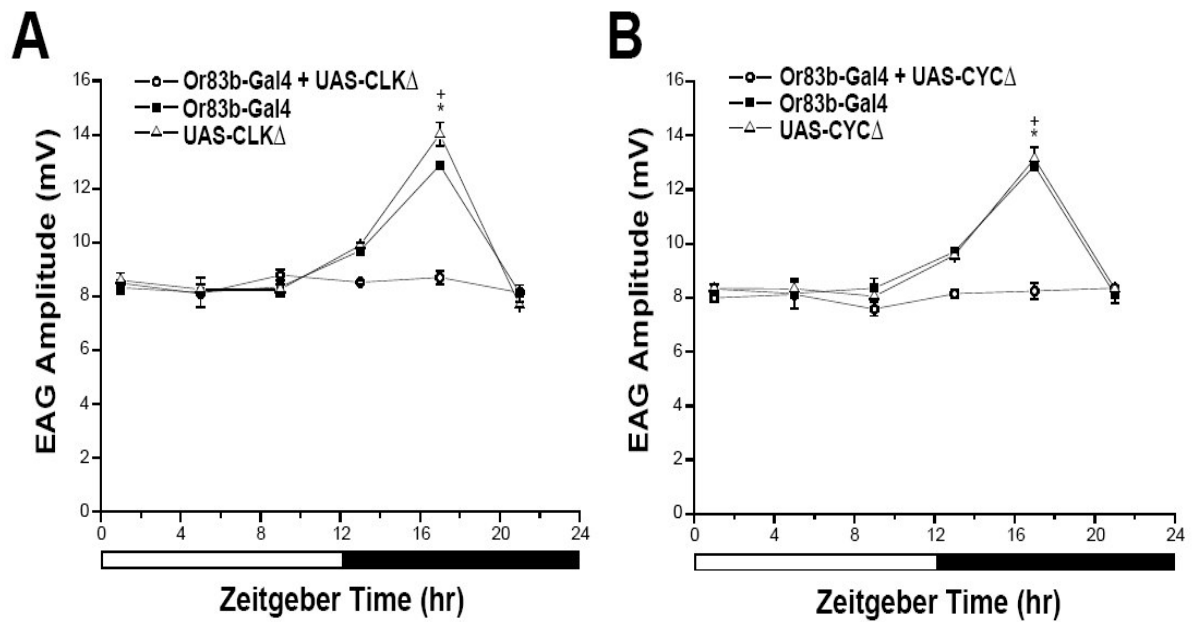 A
16
14
12
10
8
6
4
2
0
EAG Amplitude (mV)
Or83b-Gal4 + UAS-CLKΔ
Or83b-Gal4
UAS-CLKΔ
+
*
0 4 8 12 16 20 24
Zeitgeber Time (hr)
B
16
14
12
10
8
6
4
2
0
EAG Amplitude (mV)
Or83b-Gal4 + UAS-CYCΔ
Or83b-Gal4
UAS-CYCΔ
+
*
0 4 8 12 16 20 24
Zeitgeber Time (hr)